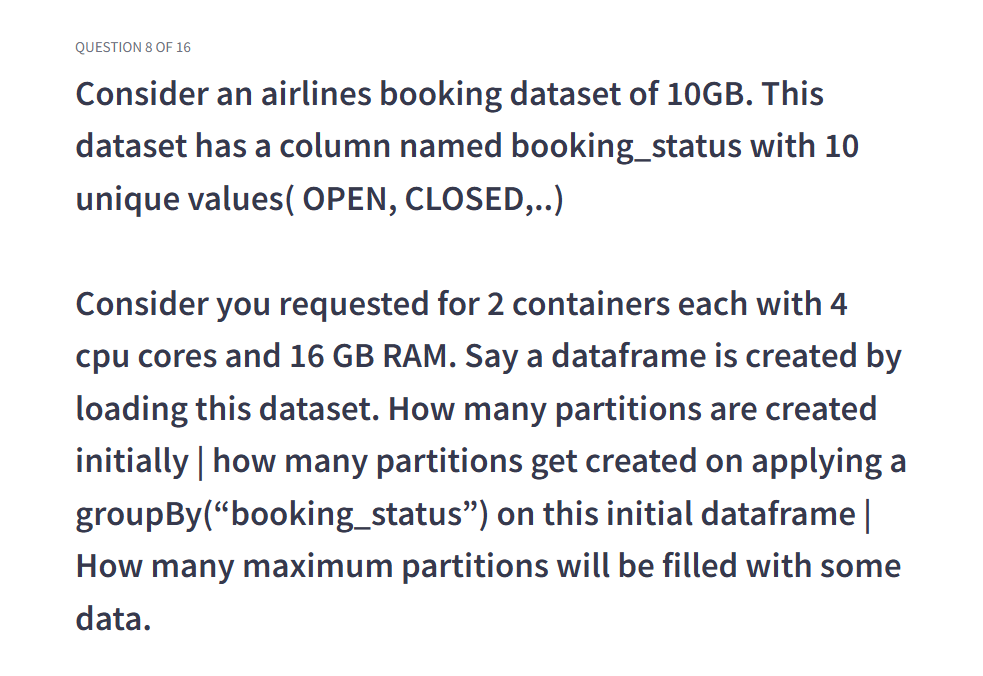 QUESTION 8 OF 16
Consider an airlines booking dataset of 10GB. This
dataset has a column named booking_status with 10
unique values( OPEN, CLOSED,..)
Consider you requested for 2 containers each with 4
cpu cores and 16 GB RAM. Say a dataframe is created by
loading this dataset. How many partitions are created
initially | how many partitions get created on applying a
groupBy(“booking_status”) on this initial dataframe |
How many maximum partitions will be filled with some
data.